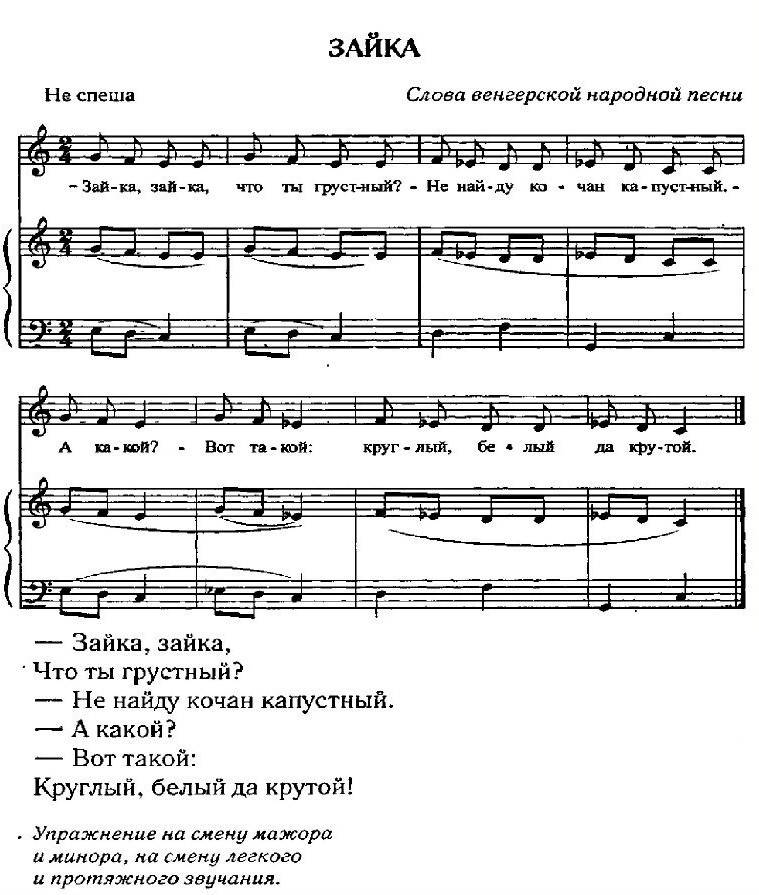 ЗАЙКА
Не спеша
Слова венгерской народной песни
- Зай-ка, зай-ка, что ты груст-ный? - Не най-ду ко - чан ка-пуст-ный. -
А ка-кой? - Вот та-кой: круг-лый, бе - лый да кру-той.
— Зайка, зайка,
Что ты грустный?
— Не найду кочан капустный.
— А какой?
— Вот такой:
Круглый, белый да крутой!
Упражнение на смену мажора
и минора, на смену легкого
и протяжного звучания.